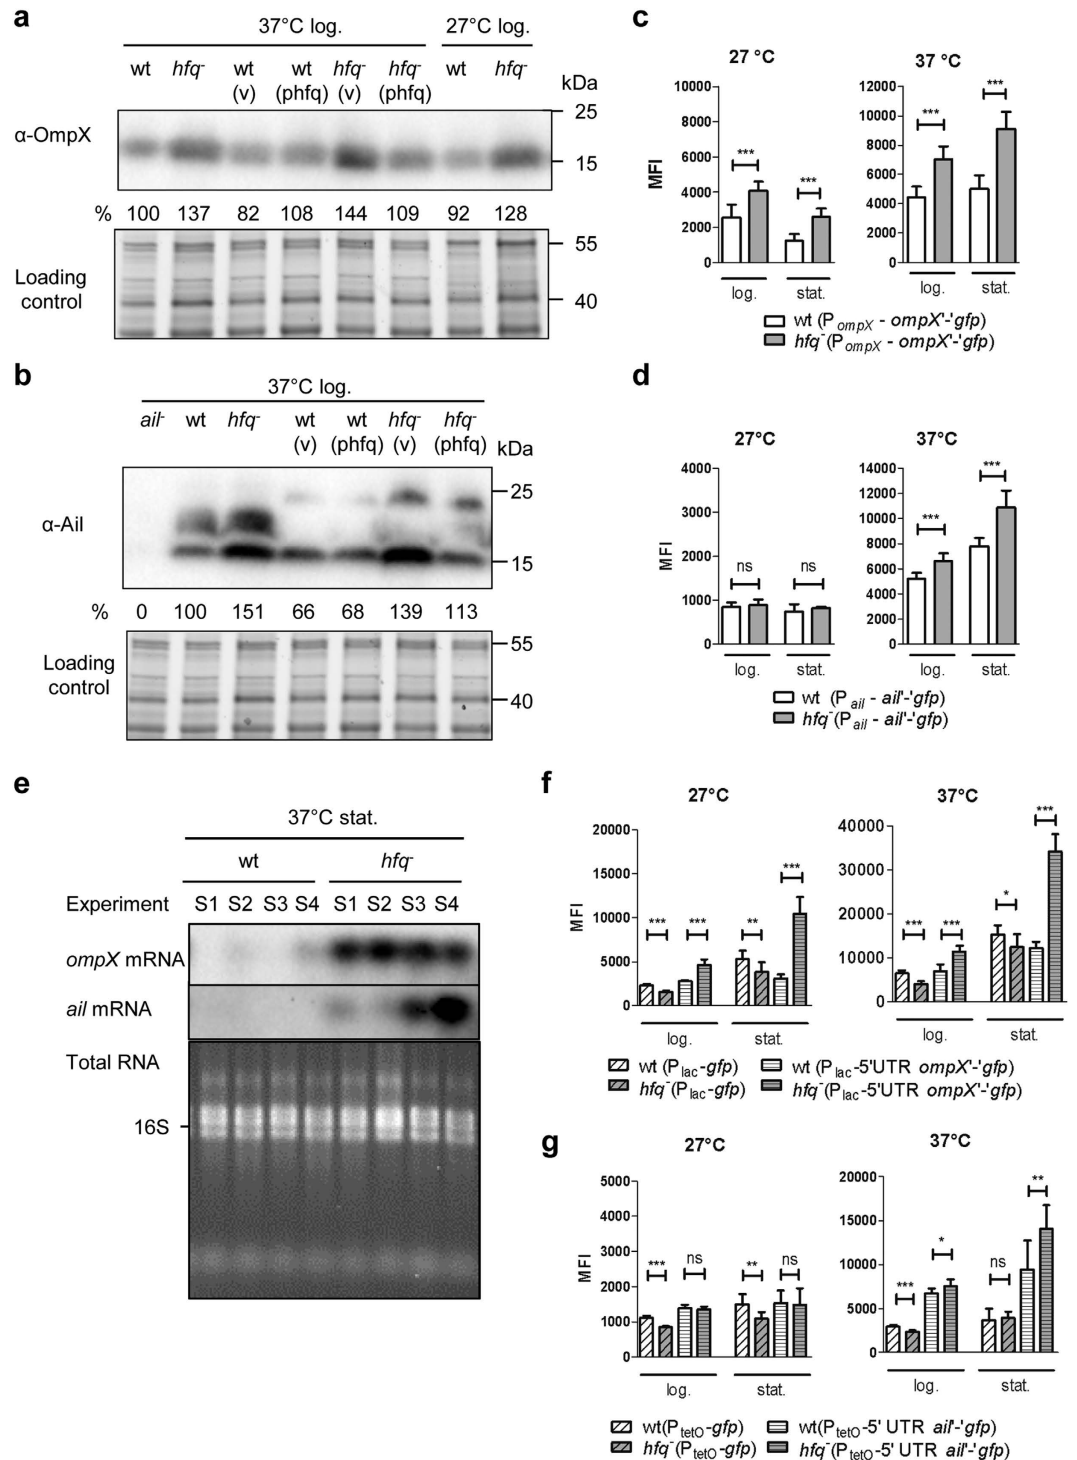 a
37°C log. 27°C log.
wt hfq- wt (v) wt (phfq) hfq- (v) hfq- (phfq) wt hfq-
kDa
α-OmpX
25
15
% 100 137 82 108 144 109 92 128
Loading control
55
40
b
37°C log.
ail- wt hfq- wt (v) wt (phfq) hfq- (v) hfq- (phfq)
kDa
α-Ail
25
15
% 0 100 151 66 68 139 113
Loading control
55
40
c
27 °C
MFI
10000
8000
6000
4000
2000
0
*** ***
log. stat.
37 °C
12000
10000
8000
6000
4000
2000
0
*** ***
log. stat.
wt (PompX - ompX'-'gfp)
hfq- (PompX - ompX'-'gfp)
d
27°C
MFI
4000
3000
2000
1000
0
ns ns
log. stat.
37°C
14000
12000
10000
8000
6000
4000
2000
0
*** ***
log. stat.
wt (Pail - ail'-'gfp)
hfq- (Pail - ail'-'gfp)
e
37°C stat.
wt hfq-
Experiment S1 S2 S3 S4 S1 S2 S3 S4
ompX mRNA
ail mRNA
Total RNA
16S
f
27°C
MFI
20000
15000
10000
5000
0
*** *** ** ***
log. stat.
37°C
40000
30000
20000
10000
0
*** *** * ***
log. stat.
wt (Plac-gfp) wt (Plac-5'UTR ompX'-'gfp)
hfq- (Plac-gfp) hfq- (Plac-5'UTR ompX'-'gfp)
g
27°C
MFI
5000
4000
3000
2000
1000
0
*** ns ** ns
log. stat.
37°C
20000
15000
10000
5000
0
*** * ns **
log. stat.
wt(PtetO-gfp) wt(PtetO-5' UTR ail'-'gfp)
hfq- (PtetO-gfp) hfq- (PtetO-5' UTR ail'-'gfp)